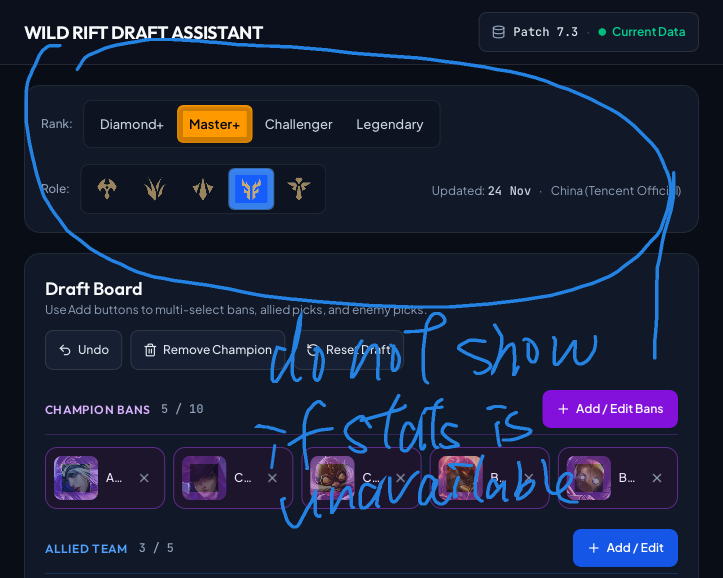 WILD RIFT DRAFT ASSISTANT
Patch 7.3 · Current Data
Rank: Diamond+ Master+ Challenger Legendary
Role:
Updated: 24 Nov · China (Tencent Official)
Draft Board
Use Add buttons to multi-select bans, allied picks, and enemy picks.
Undo Remove Champion Reset Draft
do not show
CHAMPION BANS 5 / 10 + Add / Edit Bans
if stats is
A... × C... × C... × B... × B... ×
unavailable
ALLIED TEAM 3 / 5 + Add / Edit